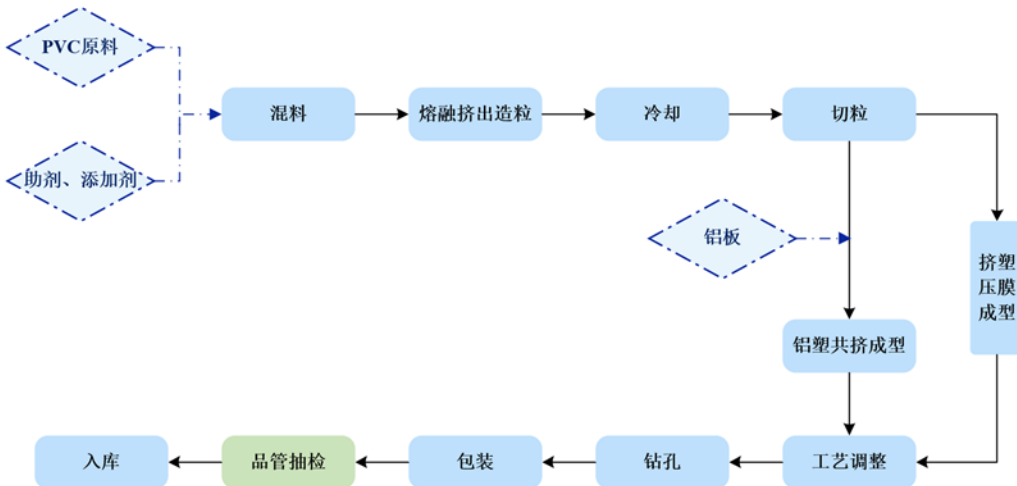 PVC原料
混料
熔融挤出造粒
冷却
切粒
助剂、添加剂
铝板
挤塑
压膜
成型
铝塑共挤成型
入库
品管抽检
包装
钻孔
工艺调整